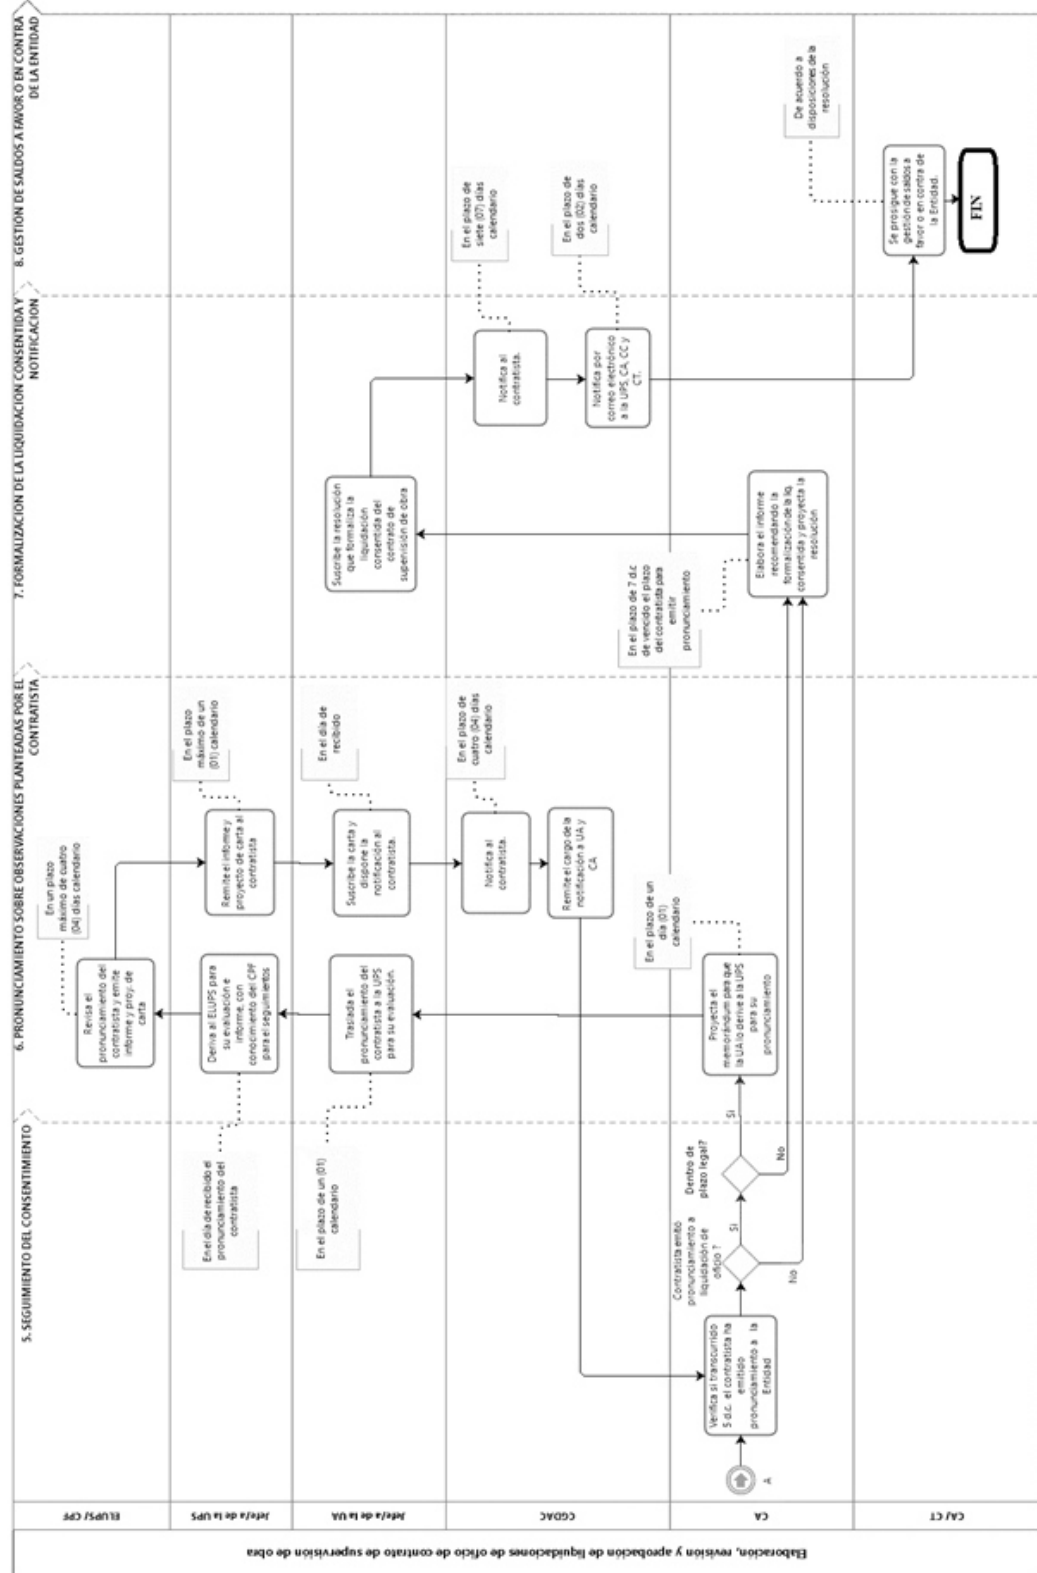 Elaboración, revisión y aprobación de liquidaciones de oficio de contrato de supervisión de obra
5. SEGUIMIENTO DEL CONSENTIMIENTO
6. PRONUNCIAMIENTO SOBRE OBSERVACIONES PLANTEADAS POR EL
CONTRATISTA
7. FORMALIZACION DE LA LIQUIDACION CONSENTIDA Y
NOTIFICACION
8. GESTION DE SALDOS A FAVOR O EN CONTRA
DE LA ENTIDAD
ELUPS/ CPF
Revisa el
pronunciamiento del
contratista y emite
informe y proy. de
carta
En un plazo
máximo de cuatro
(04) días calendario
Jefe/a de la UPS
En el día de recibido el
pronunciamiento del
contratista
Deriva al ELUPS para
su evaluación e
informe, con
conocimiento del CPF
para el seguimientos
Remite el informe y
proyecto de carta al
contratista
En el plazo
máximo de un
(01) calendario
Jefe/a de la UA
En el plazo de un (01)
calendario
Traslada el
pronunciamiento del
contratista a la UPS
para su evaluación.
Suscribe la carta y
dispone la
notificación al
contratista.
En el día de
recibido
Suscribe la resolución
que formaliza la
liquidación
consentida del
contrato de
supervisión de obra
CGDAC
Notifica al
contratista.
En el plazo de
cuatro (04) días
calendario
Remite el cargo de la
notificación a UA y
CA
Notifica al
contratista.
En el plazo de
siete (07) días
calendario
Notifica por
correo electrónico
a la UPS, CA, CC y
CT.
En el plazo de
dos (02) días
calendario
CA
A
Verifica si transcurrido
5 d.c. el contratista ha
emitido
pronunciamiento a la
Entidad
Contratista emitió
pronunciamiento a
liquidación de
oficio ?
Si
No
Dentro de
plazo legal?
Si
No
Proyecta el
memorándum para que
la UA lo derive a la UPS
para su
pronunciamiento
En el plazo de un
día (01)
calendario
En el plazo de 7 d.c
de vencido el plazo
del contratista para
emitir
pronunciamiento
Elabora el informe
recomendando la
formalización de la liq.
consentida y proyecta la
resolución
CA/ CT
Se prosigue con la
gestión de saldos a
favor o en contra de
la Entidad.
De acuerdo a
disposiciones de la
resolución
FIN